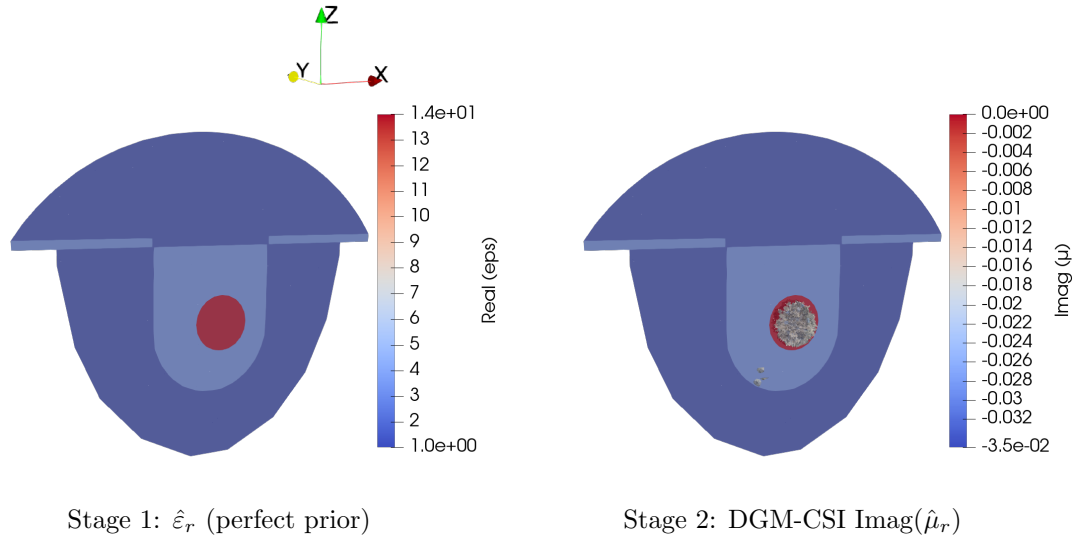 Z
Y
X
1.4e+01
13
12
11
10
9
8
7
6
5
4
3
2
1.0e+00
Real (eps)
0.0e+00
-0.002
-0.004
-0.006
-0.008
-0.01
-0.012
-0.014
-0.016
-0.018
-0.02
-0.022
-0.024
-0.026
-0.028
-0.03
-0.032
-3.5e-02
Imag (μ)
Stage 1: ε̂_r (perfect prior)
Stage 2: DGM-CSI Imag(μ̂_r)